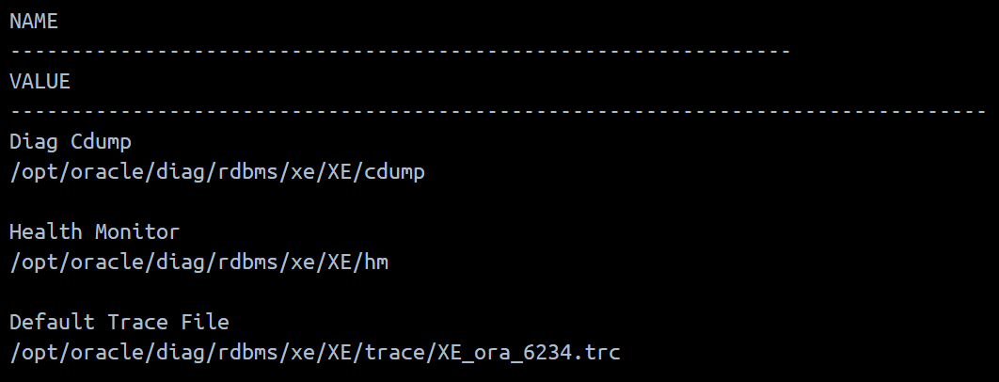 NAME
----------------------------------------------------------------
VALUE
--------------------------------------------------------------------------------
Diag Cdump
/opt/oracle/diag/rdbms/xe/XE/cdump
Health Monitor
/opt/oracle/diag/rdbms/xe/XE/hm
Default Trace File
/opt/oracle/diag/rdbms/xe/XE/trace/XE_ora_6234.trc